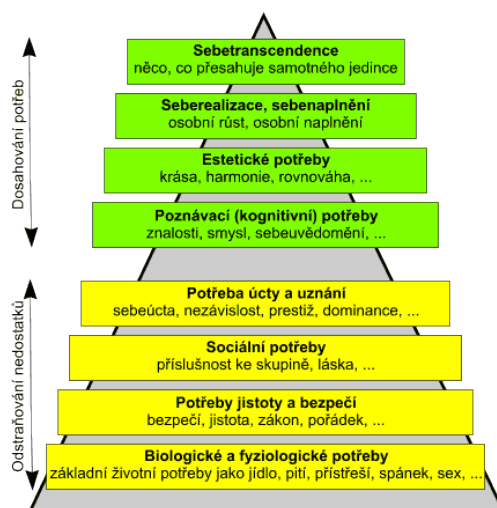 Sebetranscendence
něco, co přesahuje samotného jedince
Seberealizace, sebenaplnění
osobní růst, osobní naplnění
Estetické potřeby
krása, harmonie, rovnováha, ...
Poznávací (kognitivní) potřeby
znalosti, smysl, sebeuvědomění, ...
Dosahování potřeb
Potřeba úcty a uznání
sebeúcta, nezávislost, prestiž, dominance, ...
Sociální potřeby
příslušnost ke skupině, láska, ...
Potřeby jistoty a bezpečí
bezpečí, jistota, zákon, pořádek, ...
Biologické a fyziologické potřeby
základní životní potřeby jako jídlo, pití, přístřeší, spánek, sex, ...
Odstraňování nedostatků